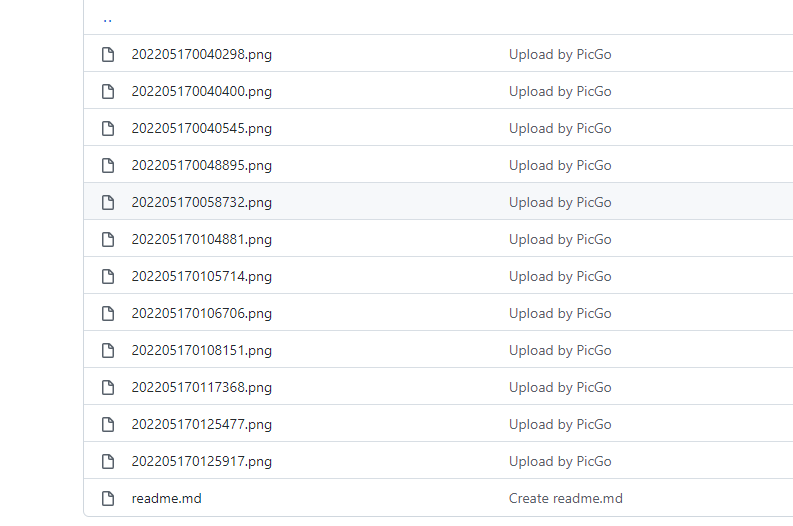 ..
202205170040298.png Upload by PicGo
202205170040400.png Upload by PicGo
202205170040545.png Upload by PicGo
202205170048895.png Upload by PicGo
202205170058732.png Upload by PicGo
202205170104881.png Upload by PicGo
202205170105714.png Upload by PicGo
202205170106706.png Upload by PicGo
202205170108151.png Upload by PicGo
202205170117368.png Upload by PicGo
202205170125477.png Upload by PicGo
202205170125917.png Upload by PicGo
readme.md Create readme.md